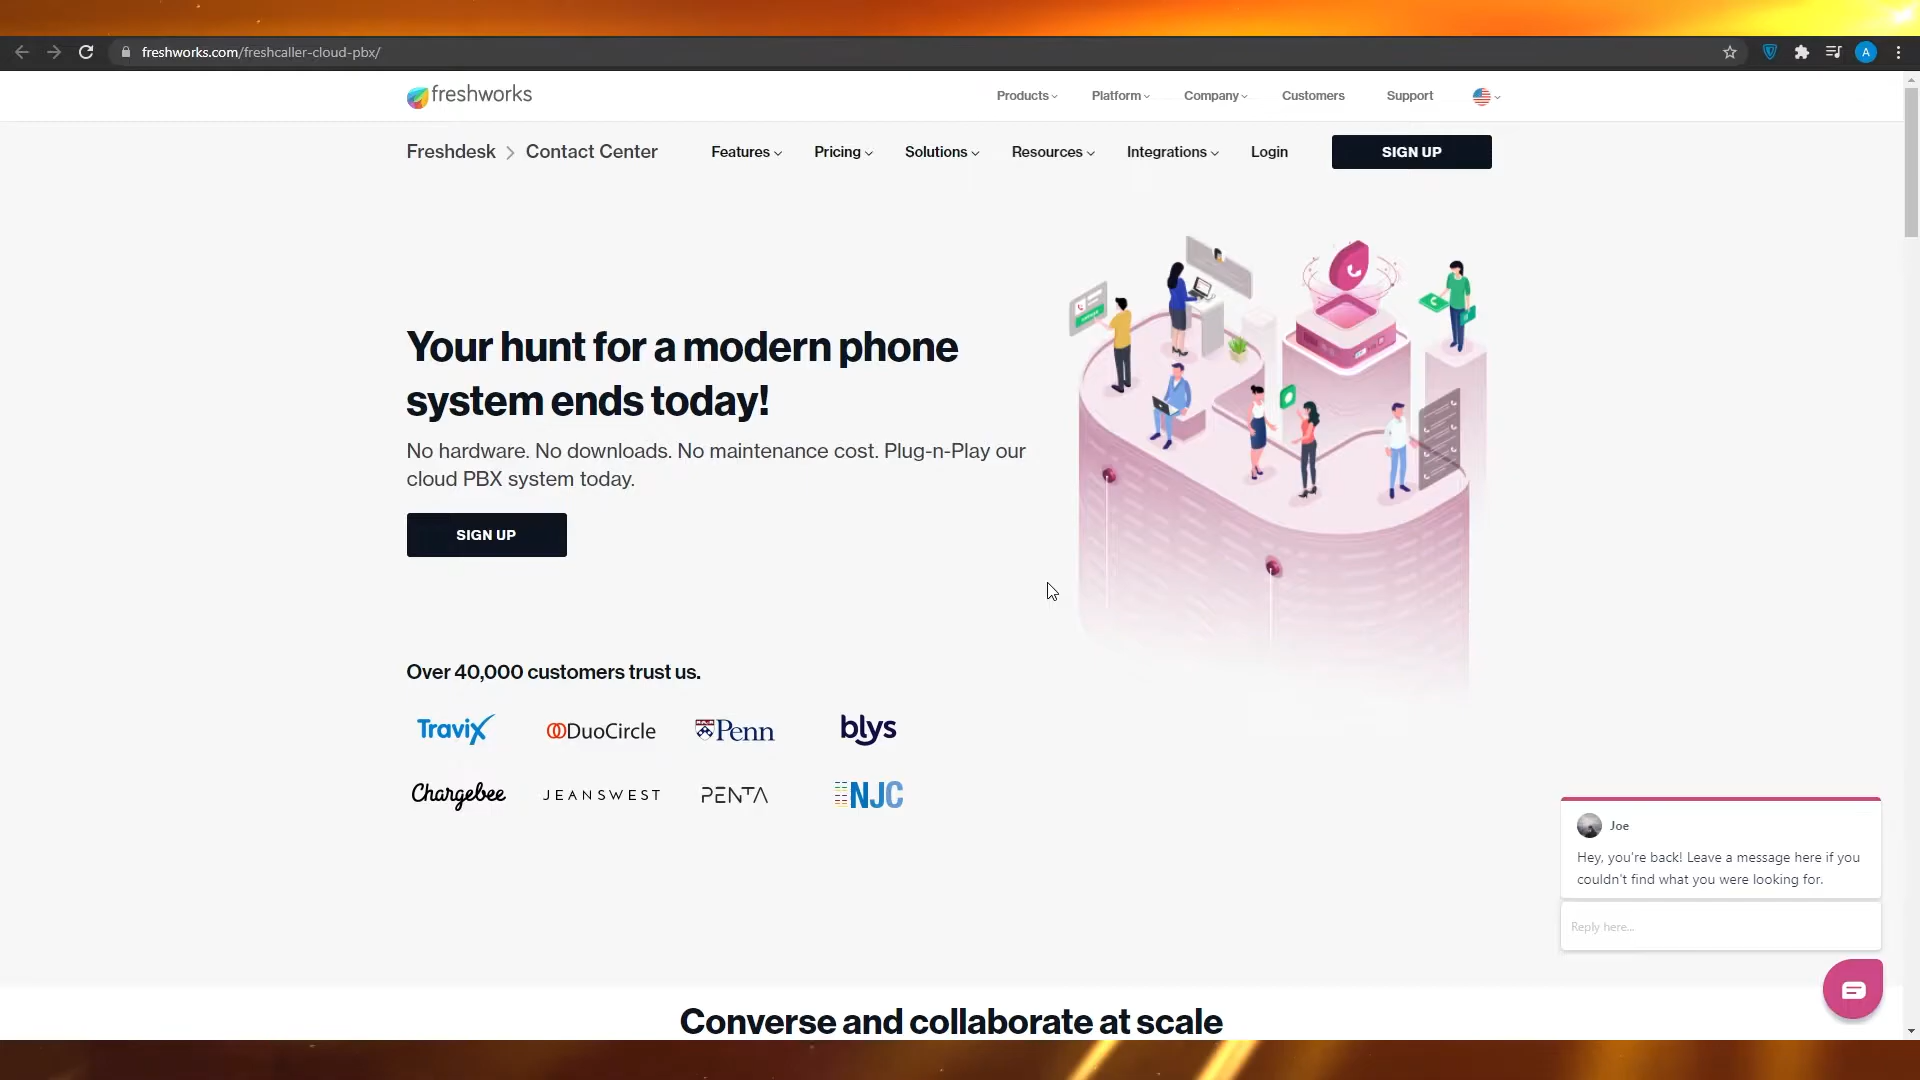 freshworks.com/freshcaller-cloud-pbx/
A
freshworks
Products
Platform
Company
Customers
Support
Freshdesk > Contact Center
Features
Pricing
Solutions
Resources
Integrations
Login
SIGN UP
Your hunt for a modern phone
system ends today!
No hardware. No downloads. No maintenance cost. Plug-n-Play our
cloud PBX system today.
SIGN UP
Over 40,000 customers trust us.
Travix
DuoCircle
Penn
blys
Chargebee
JEANSWEST
PENTA
NJC
Joe
Hey, you're back! Leave a message here if you
couldn't find what you were looking for.
Reply here...
Converse and collaborate at scale